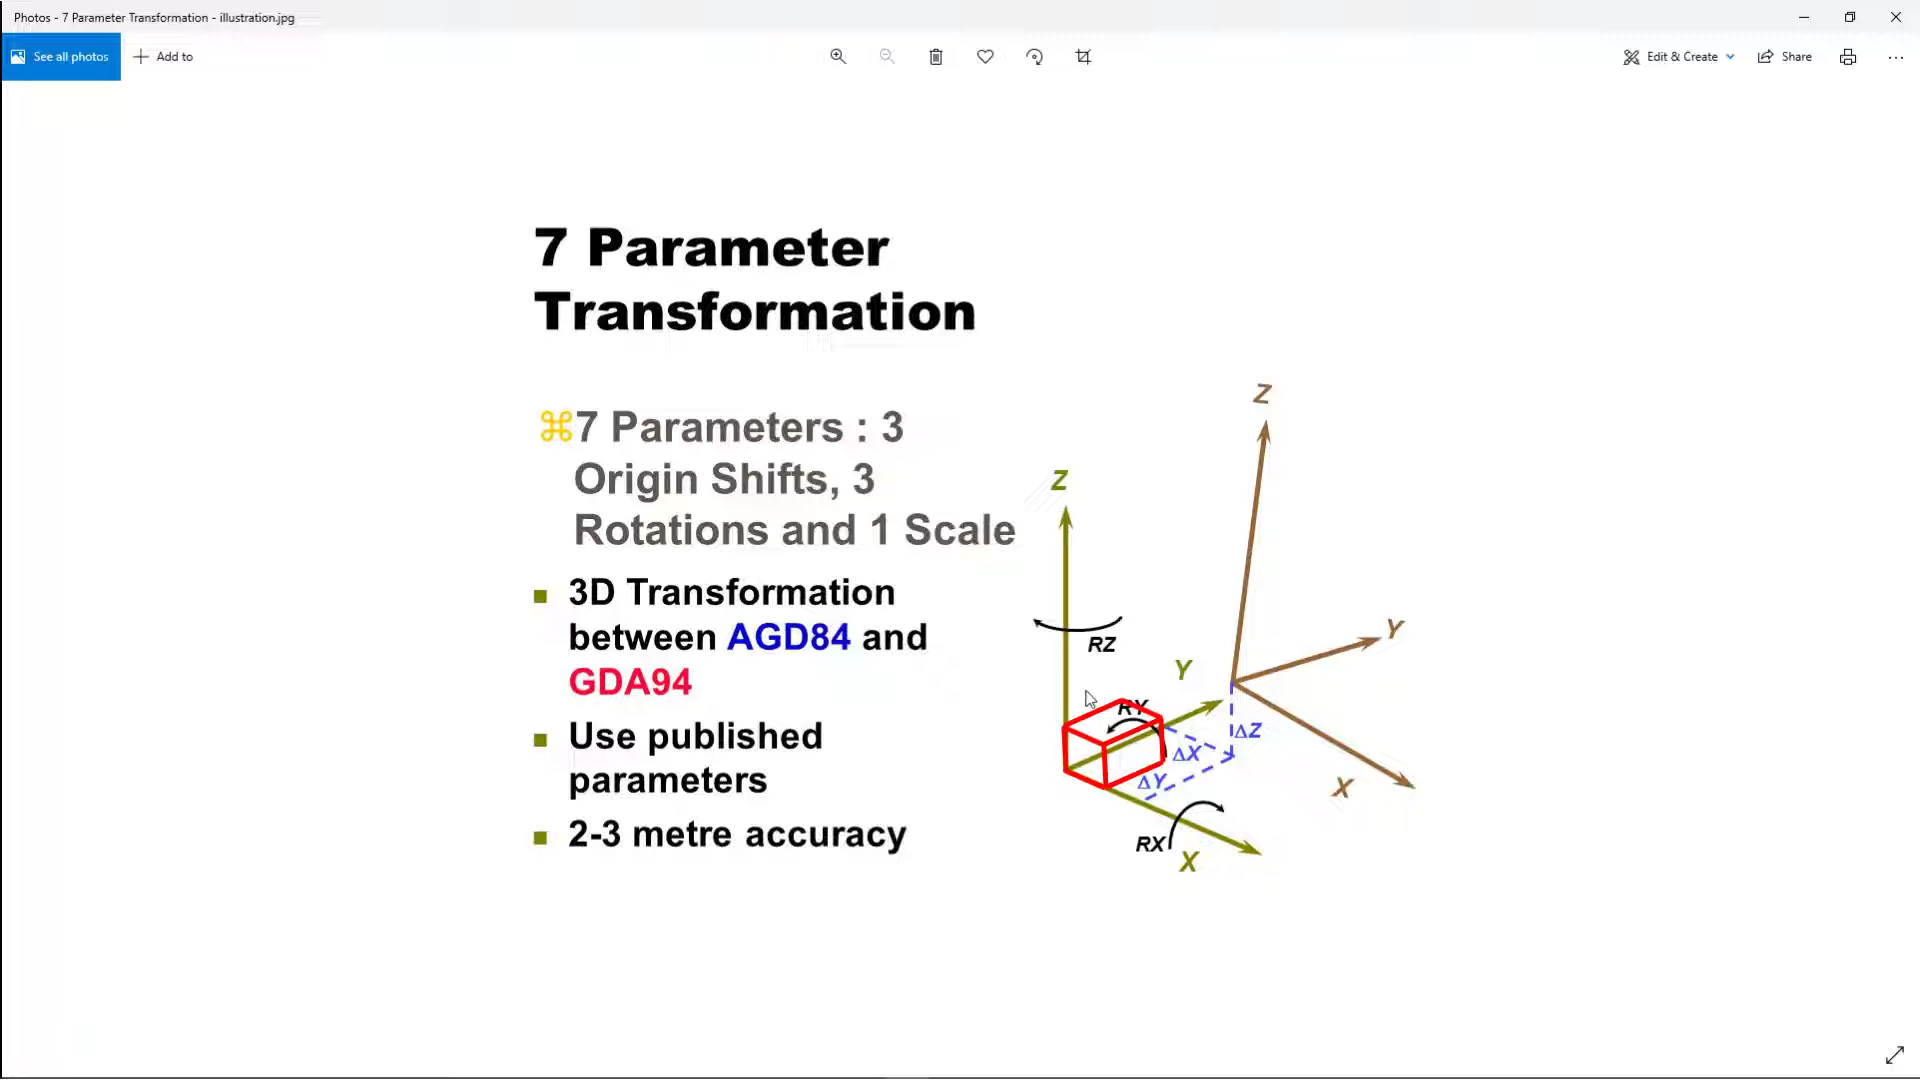 Photos - 7 Parameter Transformation - illustration.jpg
See all photos
Add to
Edit & Create
Share
7 Parameter
Transformation
⌘7 Parameters : 3
Origin Shifts, 3
Rotations and 1 Scale
3D Transformation
between AGD84 and
GDA94
Use published
parameters
2-3 metre accuracy
Z
Z
RZ
Y
Y
RY
ΔZ
ΔX
ΔY
X
RX
X